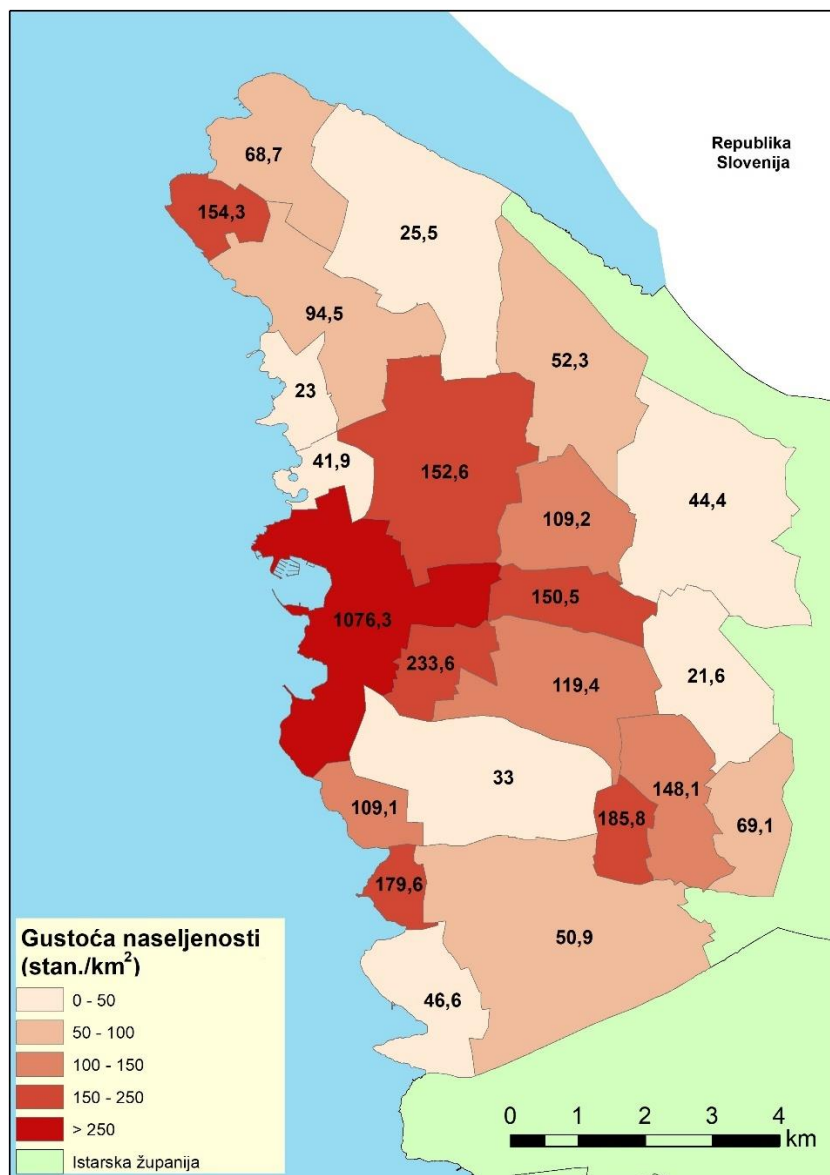 Republika
Slovenija
68,7
154,3
25,5
94,5
52,3
23
41,9
152,6
44,4
109,2
150,5
1076,3
233,6
21,6
119,4
33
148,1
109,1
185,8
69,1
179,6
50,9
46,6
Gustoća naseljenosti
(stan./km²)
0 - 50
50 - 100
100 - 150
150 - 250
> 250
Istarska županija
0 1 2 3 4
km